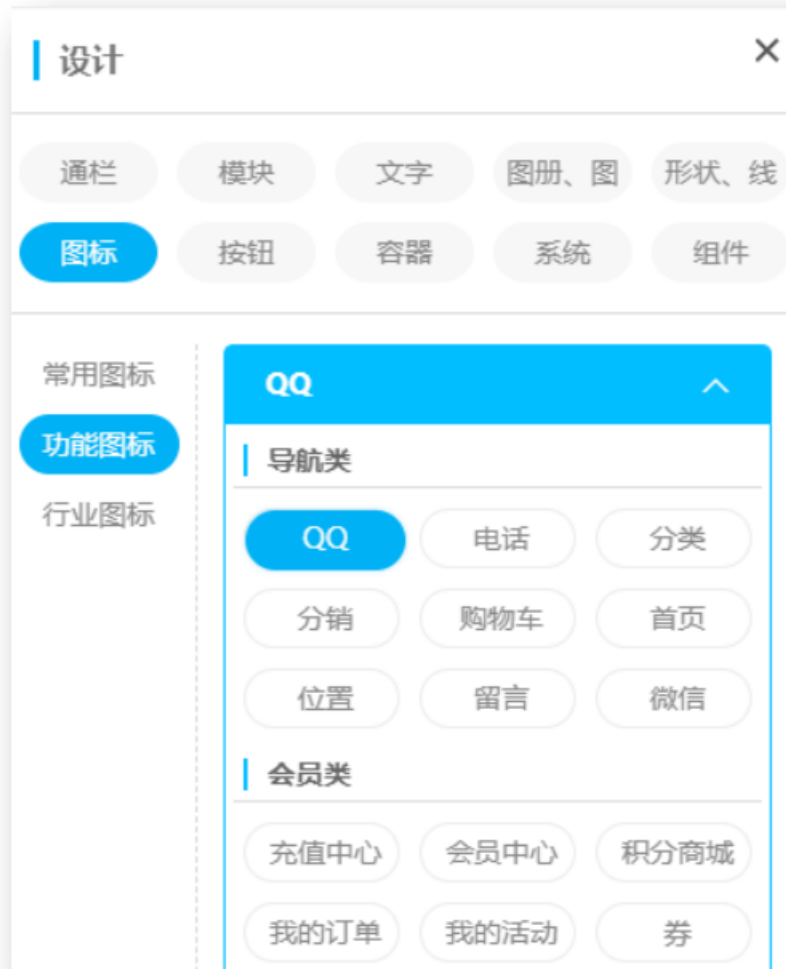 设计
通栏 模块 文字 图册、图 形状、线
图标 按钮 容器 系统 组件
常用图标
功能图标
行业图标
QQ
导航类
QQ 电话 分类
分销 购物车 首页
位置 留言 微信
会员类
充值中心 会员中心 积分商城
我的订单 我的活动 券